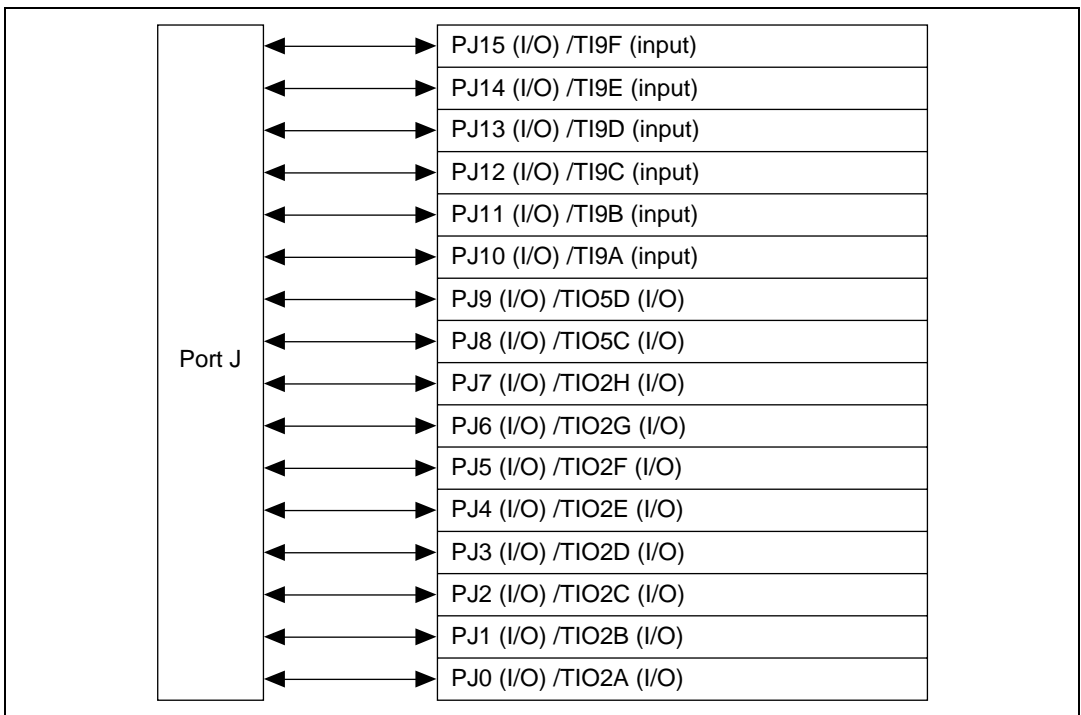 PJ15 (I/O) /TI9F (input)
PJ14 (I/O) /TI9E (input)
PJ13 (I/O) /TI9D (input)
PJ12 (I/O) /TI9C (input)
PJ11 (I/O) /TI9B (input)
PJ10 (I/O) /TI9A (input)
PJ9 (I/O) /TIO5D (I/O)
PJ8 (I/O) /TIO5C (I/O)
Port J
PJ7 (I/O) /TIO2H (I/O)
PJ6 (I/O) /TIO2G (I/O)
PJ5 (I/O) /TIO2F (I/O)
PJ4 (I/O) /TIO2E (I/O)
PJ3 (I/O) /TIO2D (I/O)
PJ2 (I/O) /TIO2C (I/O)
PJ1 (I/O) /TIO2B (I/O)
PJ0 (I/O) /TIO2A (I/O)